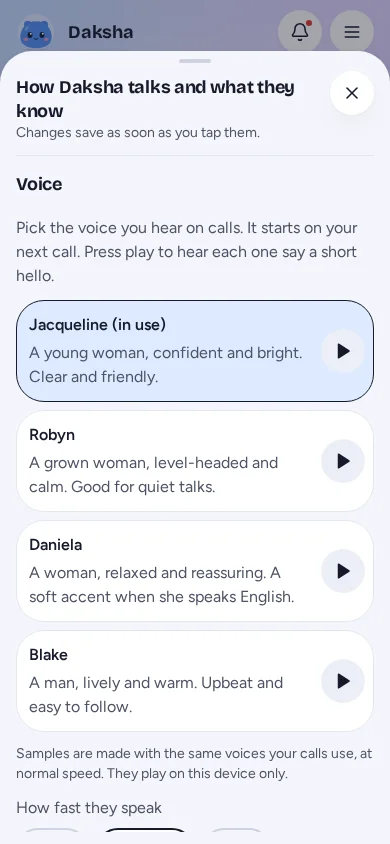 Daksha
How Daksha talks and what they
know
Changes save as soon as you tap them.
Voice
Pick the voice you hear on calls. It starts on your
next call. Press play to hear each one say a short
hello.
Jacqueline (in use)
A young woman, confident and bright.
Clear and friendly.
Robyn
A grown woman, level-headed and
calm. Good for quiet talks.
Daniela
A woman, relaxed and reassuring. A
soft accent when she speaks English.
Blake
A man, lively and warm. Upbeat and
easy to follow.
Samples are made with the same voices your calls use, at
normal speed. They play on this device only.
How fast they speak